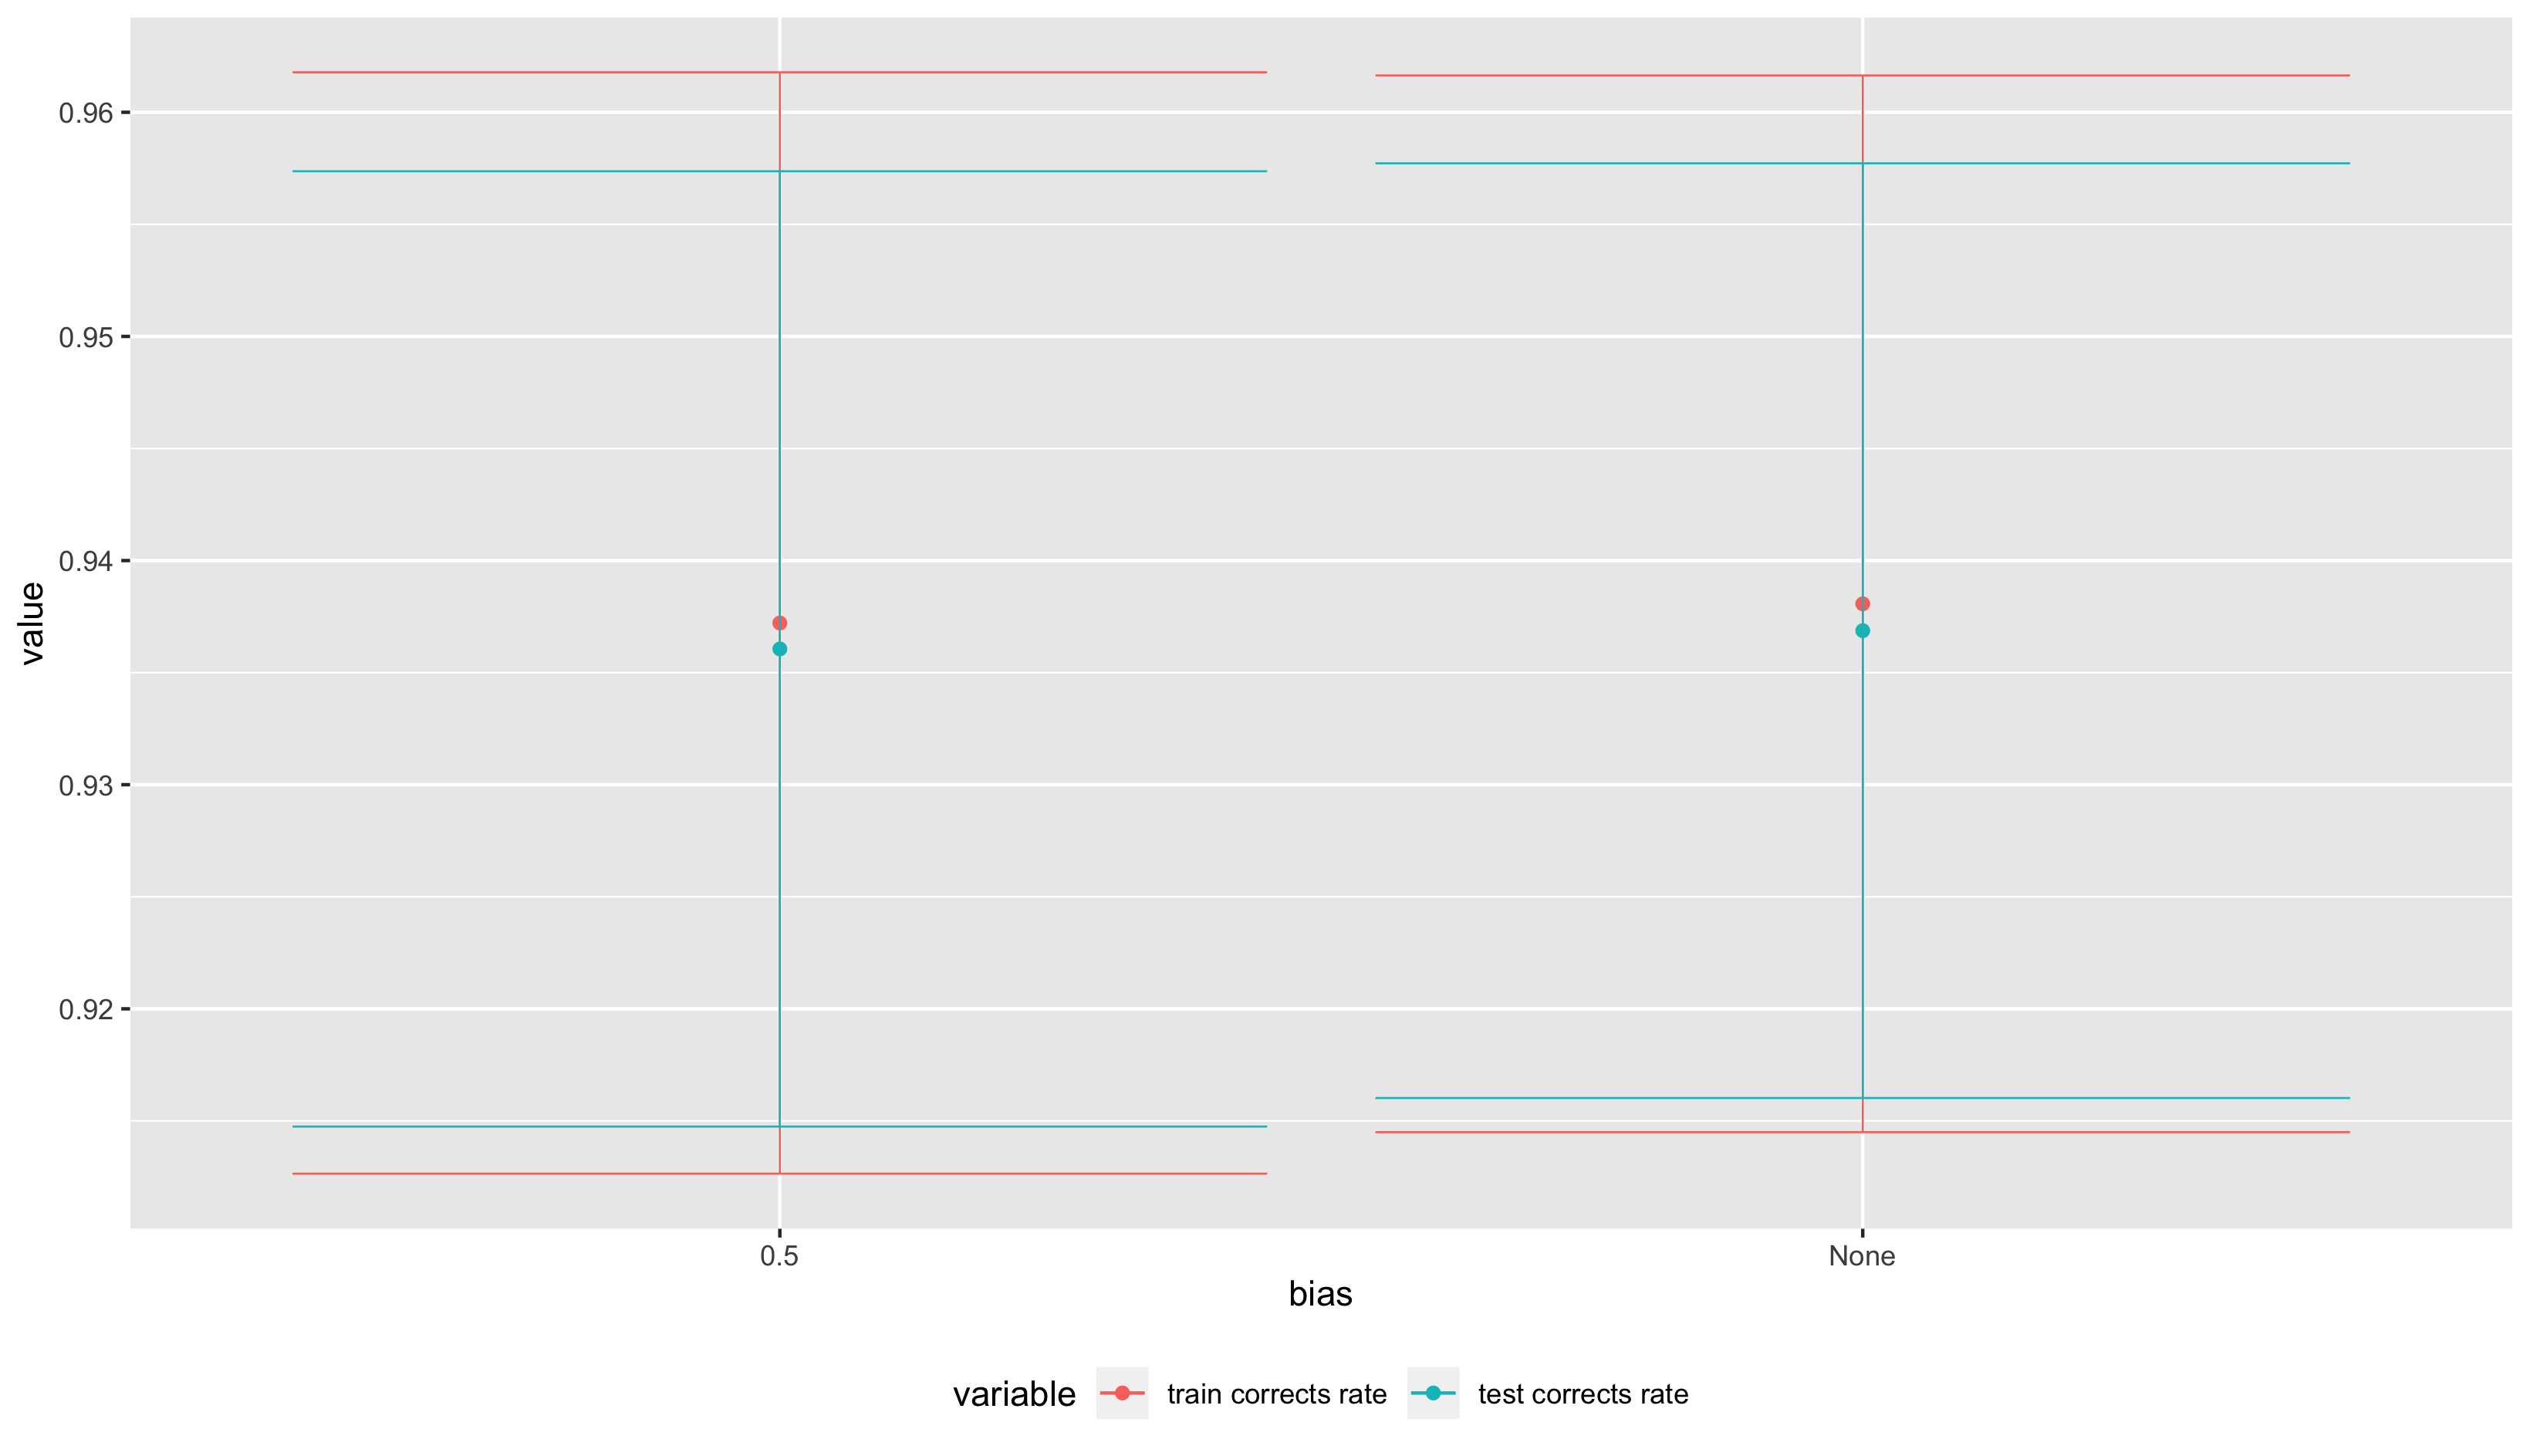 0.96
0.95
0.94
0.93
0.92
value
0.5
None
bias
variable
train corrects rate
test corrects rate